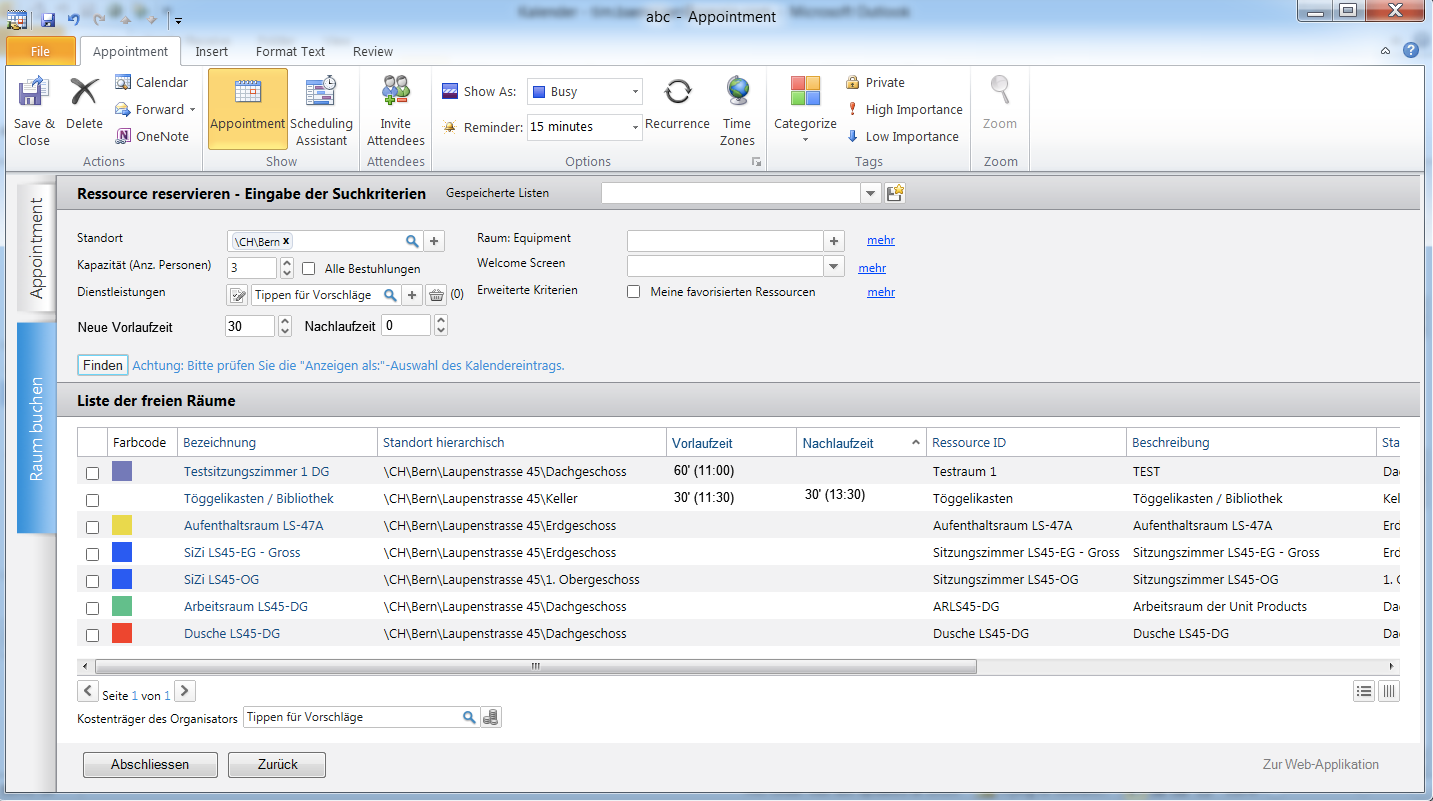 abc - Appointment
File Appointment Insert Format Text Review
Save & Close
Delete
Calendar
Forward
OneNote
Actions
Appointment
Scheduling Assistant
Show
Invite Attendees
Attendees
Show As: Busy
Reminder: 15 minutes
Recurrence
Time Zones
Options
Categorize
Private
High Importance
Low Importance
Tags
Zoom
Zoom
Appointment
Raum buchen
Ressource reservieren - Eingabe der Suchkriterien Gespeicherte Listen
Standort \CH\Bern x Raum: Equipment mehr
Kapazität (Anz. Personen) 3 Alle Bestuhlungen Welcome Screen mehr
Dienstleistungen Tippen für Vorschläge (0) Erweiterte Kriterien Meine favorisierten Ressourcen mehr
Neue Vorlaufzeit 30 Nachlaufzeit 0
Finden Achtung: Bitte prüfen Sie die "Anzeigen als:"-Auswahl des Kalendereintrags.
Liste der freien Räume
Farbcode Bezeichnung Standort hierarchisch Vorlaufzeit Nachlaufzeit Ressource ID Beschreibung Sta
Testsitzungszimmer 1 DG \CH\Bern\Laupenstrasse 45\Dachgeschoss 60' (11:00) Testraum 1 TEST Da
Töggelikasten / Bibliothek \CH\Bern\Laupenstrasse 45\Keller 30' (11:30) 30' (13:30) Töggelikasten Töggelikasten / Bibliothek Kel
Aufenthaltsraum LS-47A \CH\Bern\Laupenstrasse 45\Erdgeschoss Aufenthaltsraum LS-47A Aufenthaltsraum LS-47A Erd
SiZi LS45-EG - Gross \CH\Bern\Laupenstrasse 45\Erdgeschoss Sitzungszimmer LS45-EG - Gross Sitzungszimmer LS45-EG - Gross Erd
SiZi LS45-OG \CH\Bern\Laupenstrasse 45\1. Obergeschoss Sitzungszimmer LS45-OG Sitzungszimmer LS45-OG 1. O
Arbeitsraum LS45-DG \CH\Bern\Laupenstrasse 45\Dachgeschoss ARLS45-DG Arbeitsraum der Unit Products Da
Dusche LS45-DG \CH\Bern\Laupenstrasse 45\Dachgeschoss Dusche LS45-DG Dusche LS45-DG Da
Seite 1 von 1
Kostenträger des Organisators Tippen für Vorschläge
Abschliessen Zurück Zur Web-Applikation